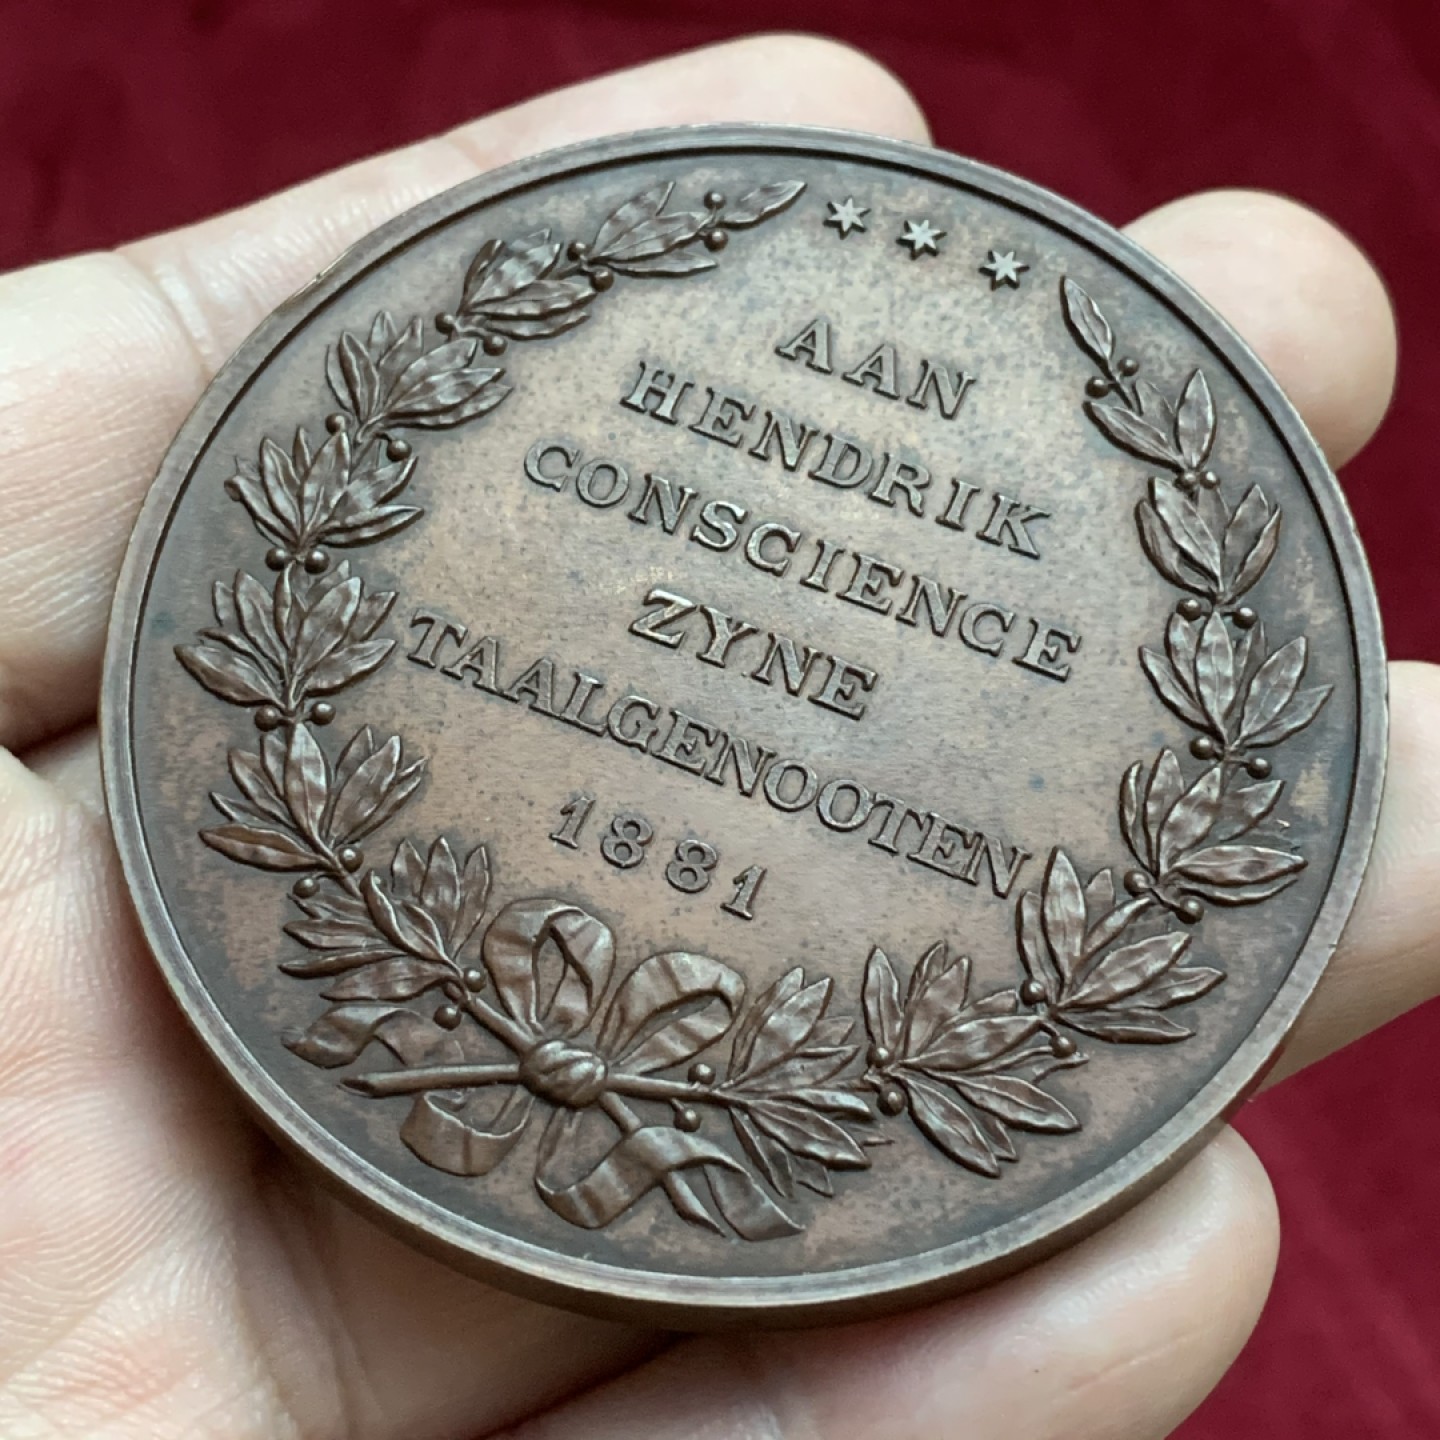 AAN
HENDRIK
CONSCIENCE
ZYNE
TAALGENOOTEN
1881